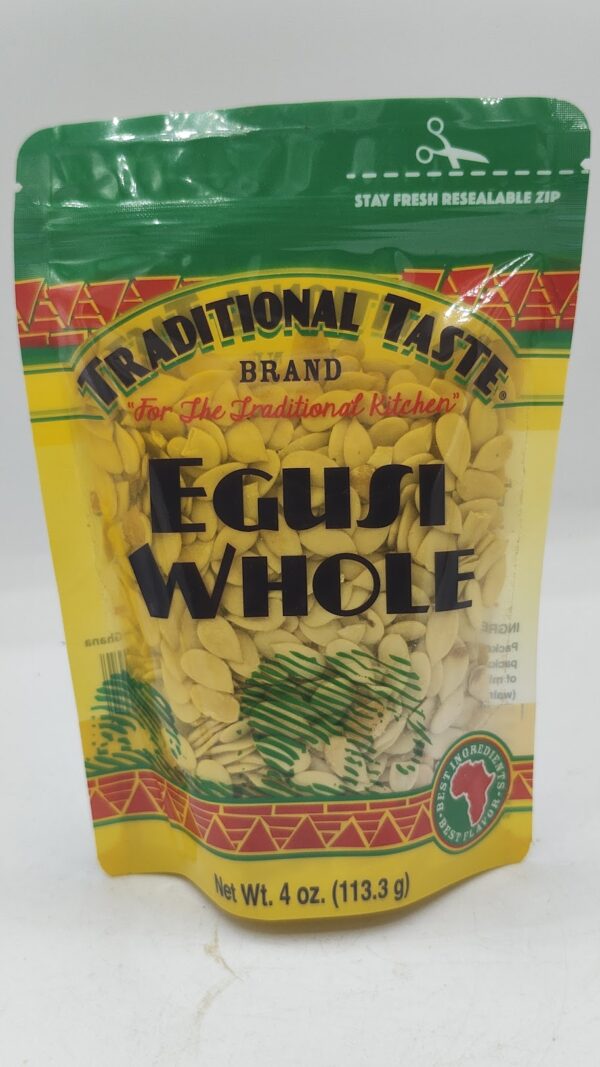 STAY FRESH RESEALABLE ZIP
TRADITIONAL TASTE®
BRAND
"For The Traditional Kitchen"
EGUSI
WHOLE
Ghana
BEST INGREDIENTS
BEST FLAVOR
Net Wt. 4 oz. (113.3 g)